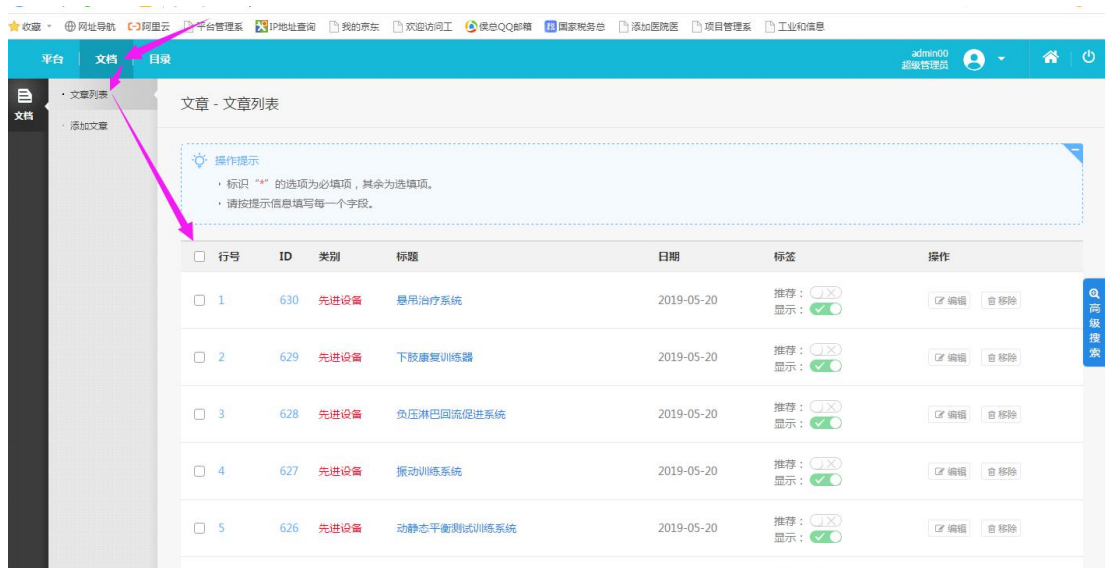 收藏 网址导航 [-]阿里云 平台管理系 IP地址查询 我的京东 欢迎访问工 侯总QQ邮箱 国家税务总 添加医院医 项目管理系 工业和信息
平台 文档 目录 admin00
超级管理员
文档
· 文章列表
· 添加文章
文章 - 文章列表
操作提示
标识 "*" 的选项为必填项，其余为选填项。
请按提示信息填写每一个字段。
行号 ID 类别 标题 日期 标签 操作
1 630 先进设备 悬吊治疗系统 2019-05-20 推荐： 编辑 移除
显示：
2 629 先进设备 下肢康复训练器 2019-05-20 推荐： 编辑 移除
显示：
3 628 先进设备 负压淋巴回流促进系统 2019-05-20 推荐： 编辑 移除
显示：
4 627 先进设备 振动训练系统 2019-05-20 推荐： 编辑 移除
显示：
5 626 先进设备 动静态平衡测试训练系统 2019-05-20 推荐： 编辑 移除
显示：
高级搜索